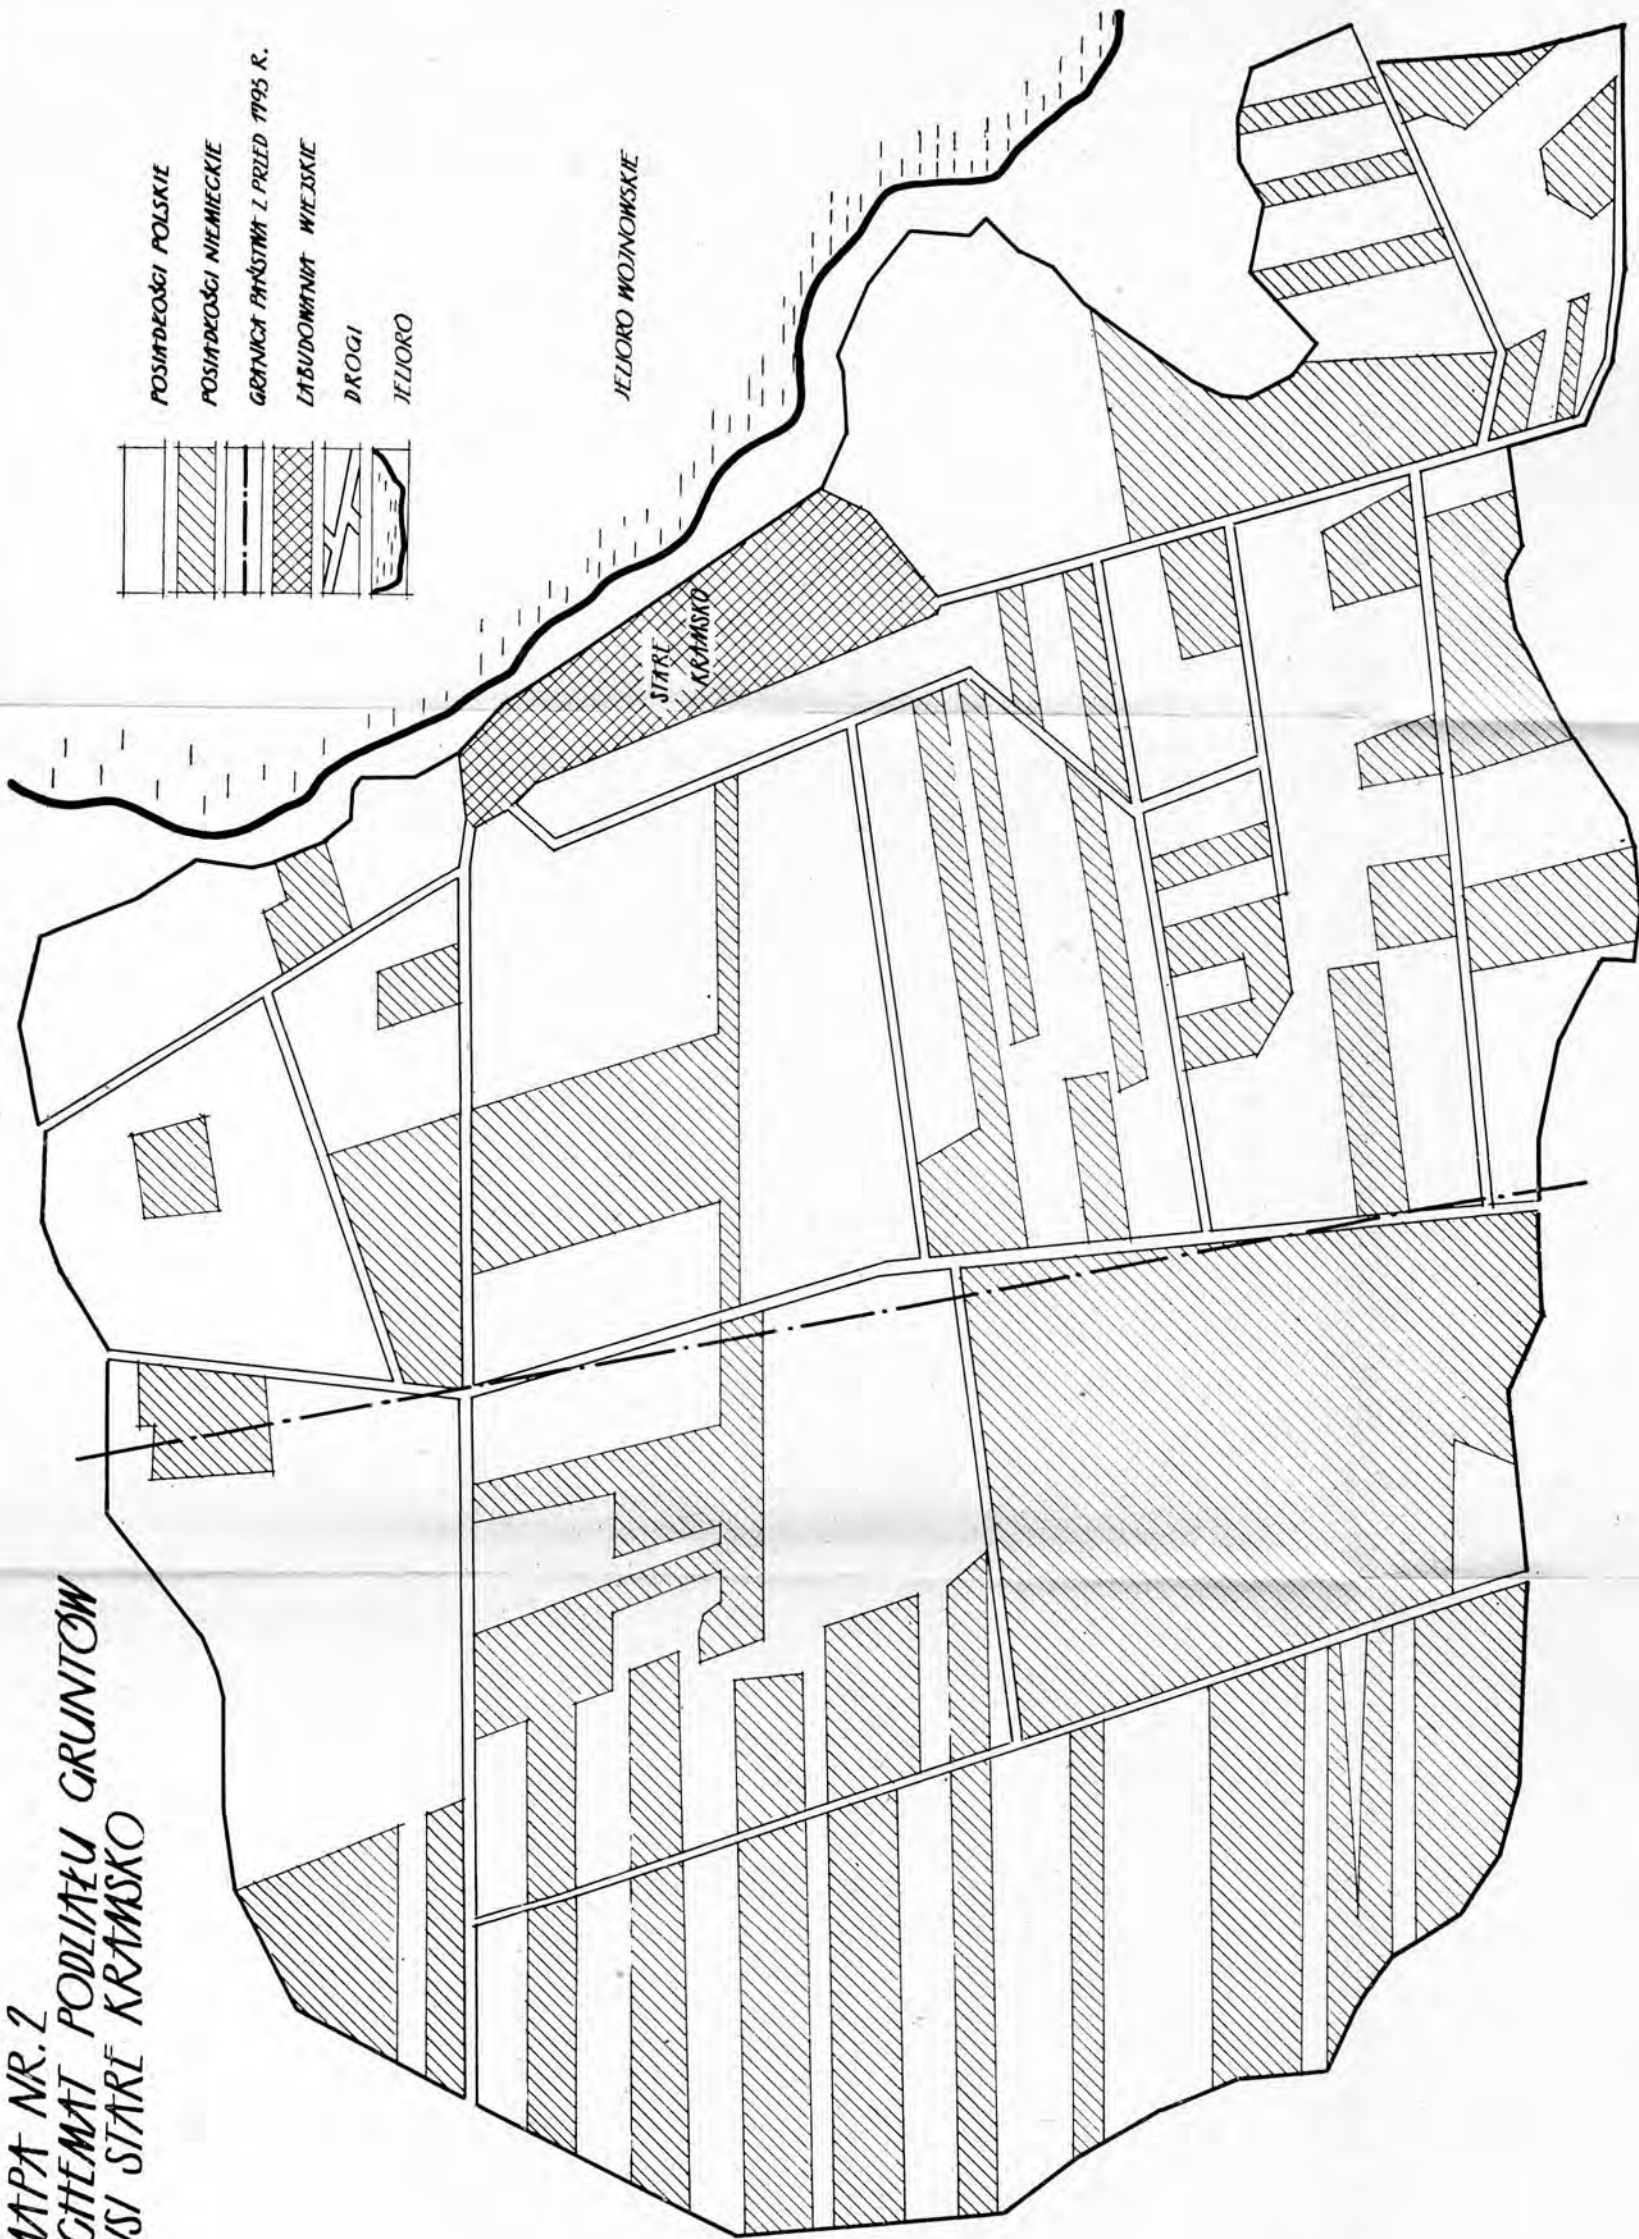 MAPA NR. 2
SCHEMAT PODZIAŁU GRUNTÓW
WSI STARE KRAMSKO
POSIADŁOŚCI POLSKIE
POSIADŁOŚCI NIEMIECKIE
GRANICA PAŃSTWA Z PRZED 1795 R.
ZABUDOWANIA WIEJSKIE
DROGI
JEZIORO
JEZIORO WOJNOWSKIE
STARE
KRAMSKO